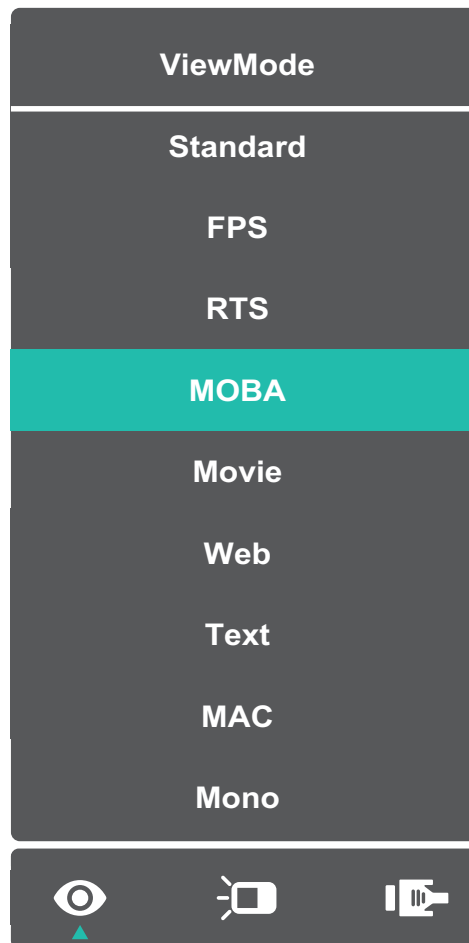 ViewMode
Standard
FPS
RTS
MOBA
Movie
Web
Text
MAC
Mono